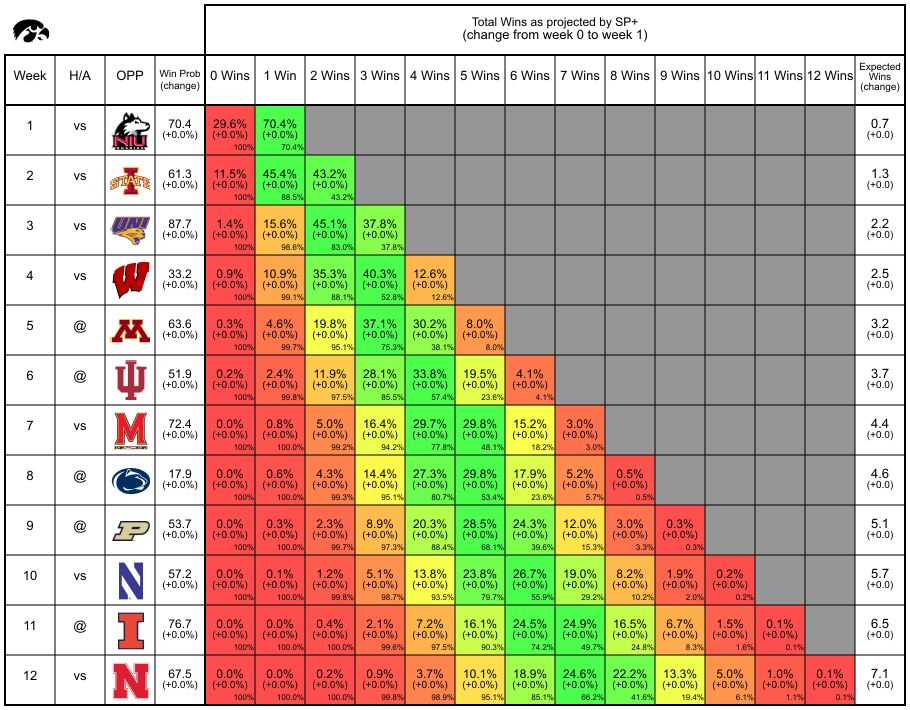 Total Wins as projected by SP+
(change from week 0 to week 1)
Week H/A OPP Win Prob (change) 0 Wins 1 Win 2 Wins 3 Wins 4 Wins 5 Wins 6 Wins 7 Wins 8 Wins 9 Wins 10 Wins 11 Wins 12 Wins Expected Wins (change)
1 vs NIU HUSKIES 70.4 29.6% 70.4% 0.7
(+0.0%) (+0.0%) (+0.0%) (+0.0)
100% 70.4%
2 vs I STATE 61.3 11.5% 45.4% 43.2% 1.3
(+0.0%) (+0.0%) (+0.0%) (+0.0%) (+0.0)
100% 88.5% 43.2%
3 vs UNI 87.7 1.4% 15.6% 45.1% 37.8% 2.2
(+0.0%) (+0.0%) (+0.0%) (+0.0%) (+0.0%) (+0.0)
100% 98.6% 83.0% 37.8%
4 vs W 33.2 0.9% 10.9% 35.3% 40.3% 12.6% 2.5
(+0.0%) (+0.0%) (+0.0%) (+0.0%) (+0.0%) (+0.0%) (+0.0)
100% 99.1% 88.1% 52.8% 12.6%
5 @ M 63.6 0.3% 4.6% 19.8% 37.1% 30.2% 8.0% 3.2
(+0.0%) (+0.0%) (+0.0%) (+0.0%) (+0.0%) (+0.0%) (+0.0%) (+0.0)
100% 99.7% 95.1% 75.3% 38.1% 8.0%
6 @ IU 51.9 0.2% 2.4% 11.9% 28.1% 33.8% 19.5% 4.1% 3.7
(+0.0%) (+0.0%) (+0.0%) (+0.0%) (+0.0%) (+0.0%) (+0.0%) (+0.0%) (+0.0)
100% 99.8% 97.5% 85.5% 57.4% 23.6% 4.1%
7 vs M 72.4 0.0% 0.8% 5.0% 16.4% 29.7% 29.8% 15.2% 3.0% 4.4
(+0.0%) (+0.0%) (+0.0%) (+0.0%) (+0.0%) (+0.0%) (+0.0%) (+0.0%) (+0.0%) (+0.0)
100% 100.0% 99.2% 94.2% 77.8% 48.1% 18.2% 3.0%
8 @ 17.9 0.0% 0.6% 4.3% 14.4% 27.3% 29.8% 17.9% 5.2% 0.5% 4.6
(+0.0%) (+0.0%) (+0.0%) (+0.0%) (+0.0%) (+0.0%) (+0.0%) (+0.0%) (+0.0%) (+0.0%) (+0.0)
100% 100.0% 99.3% 95.1% 80.7% 53.4% 23.6% 5.7% 0.5%
9 @ P 53.7 0.0% 0.3% 2.3% 8.9% 20.3% 28.5% 24.3% 12.0% 3.0% 0.3% 5.1
(+0.0%) (+0.0%) (+0.0%) (+0.0%) (+0.0%) (+0.0%) (+0.0%) (+0.0%) (+0.0%) (+0.0%) (+0.0%) (+0.0)
100% 100.0% 99.7% 97.3% 88.4% 68.1% 39.6% 15.3% 3.3% 0.3%
10 vs N 57.2 0.0% 0.1% 1.2% 5.1% 13.8% 23.8% 26.7% 19.0% 8.2% 1.9% 0.2% 5.7
(+0.0%) (+0.0%) (+0.0%) (+0.0%) (+0.0%) (+0.0%) (+0.0%) (+0.0%) (+0.0%) (+0.0%) (+0.0%) (+0.0%) (+0.0)
100% 100.0% 99.8% 98.7% 93.5% 79.7% 55.9% 29.2% 10.2% 2.0% 0.2%
11 @ I 76.7 0.0% 0.0% 0.4% 2.1% 7.2% 16.1% 24.5% 24.9% 16.5% 6.7% 1.5% 0.1% 6.5
(+0.0%) (+0.0%) (+0.0%) (+0.0%) (+0.0%) (+0.0%) (+0.0%) (+0.0%) (+0.0%) (+0.0%) (+0.0%) (+0.0%) (+0.0%) (+0.0)
100% 100.0% 100.0% 99.6% 97.5% 90.3% 74.2% 49.7% 24.8% 8.3% 1.6% 0.1%
12 vs N 67.5 0.0% 0.0% 0.2% 0.9% 3.7% 10.1% 18.9% 24.6% 22.2% 13.3% 5.0% 1.0% 0.1% 7.1
(+0.0%) (+0.0%) (+0.0%) (+0.0%) (+0.0%) (+0.0%) (+0.0%) (+0.0%) (+0.0%) (+0.0%) (+0.0%) (+0.0%) (+0.0%) (+0.0%) (+0.0)
100% 100.0% 100.0% 99.8% 98.9% 95.1% 85.1% 66.2% 41.6% 19.4% 6.1% 1.1% 0.1%